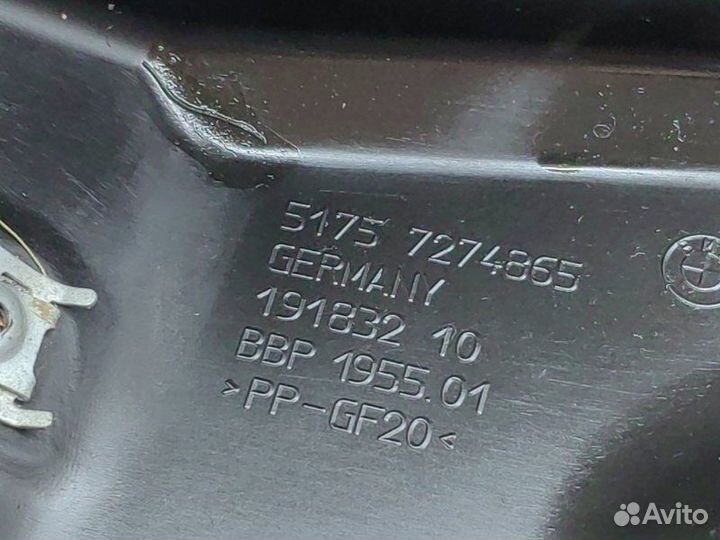 5175 7274865
GERMANY
191832 10
BBP 1955.01
>PP-GF20<
Avito